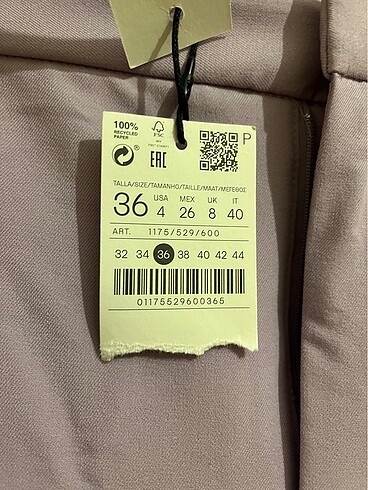 100%
RECYCLED
PAPER
FSC
EAC
P
TALLA/SIZE/TAMANHO/TAILLE/MAAT/ΜΕΓΕΘΟΣ
36 USA 4 MEX 26 UK 8 IT 40
ART. 1175/529/600
32 34 36 38 40 42 44
01175529600365